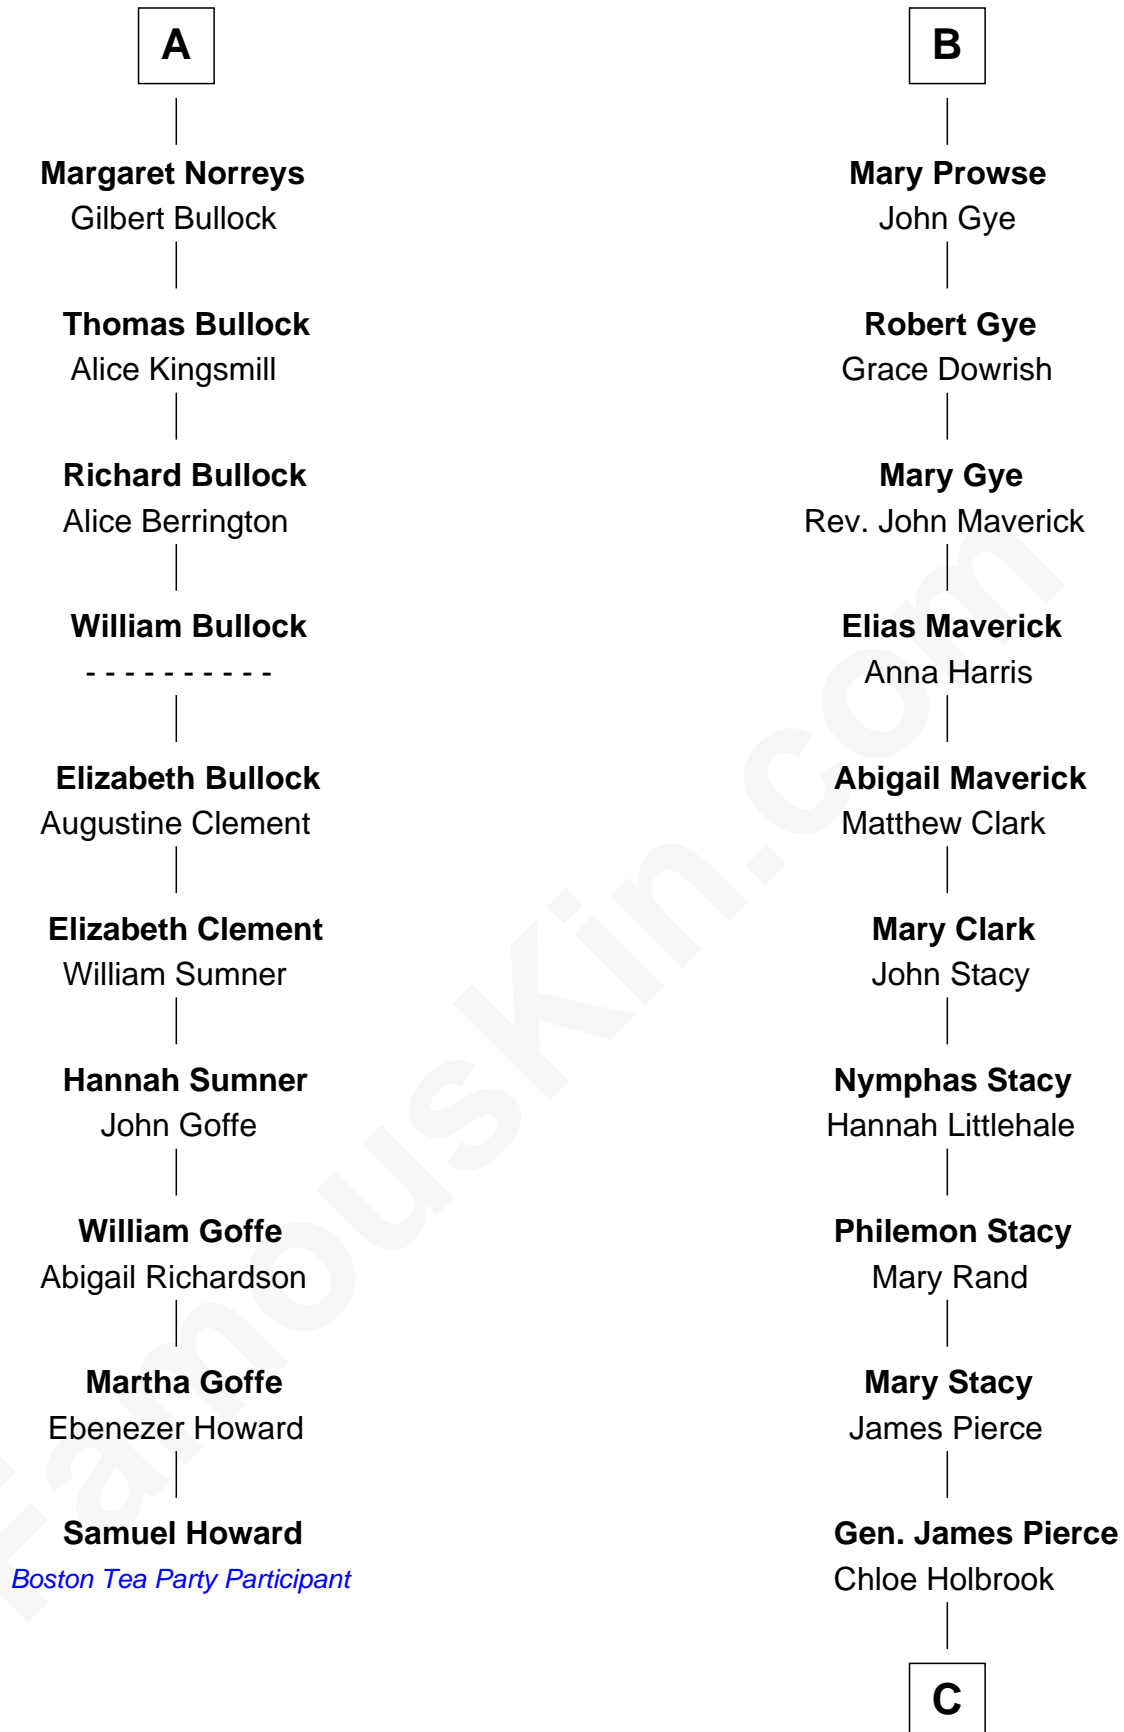 A
Margaret Norreys
Gilbert Bullock
Thomas Bullock
Alice Kingsmill
Richard Bullock
Alice Berrington
William Bullock
- - - - - - - - - -
Elizabeth Bullock
Augustine Clement
Elizabeth Clement
William Sumner
Hannah Sumner
John Goffe
William Goffe
Abigail Richardson
Martha Goffe
Ebenezer Howard
Samuel Howard
Boston Tea Party Participant
B
Mary Prowse
John Gye
Robert Gye
Grace Dowrish
Mary Gye
Rev. John Maverick
Elias Maverick
Anna Harris
Abigail Maverick
Matthew Clark
Mary Clark
John Stacy
Nymphas Stacy
Hannah Littlehale
Philemon Stacy
Mary Rand
Mary Stacy
James Pierce
Gen. James Pierce
Chloe Holbrook
C
FamousKin.com